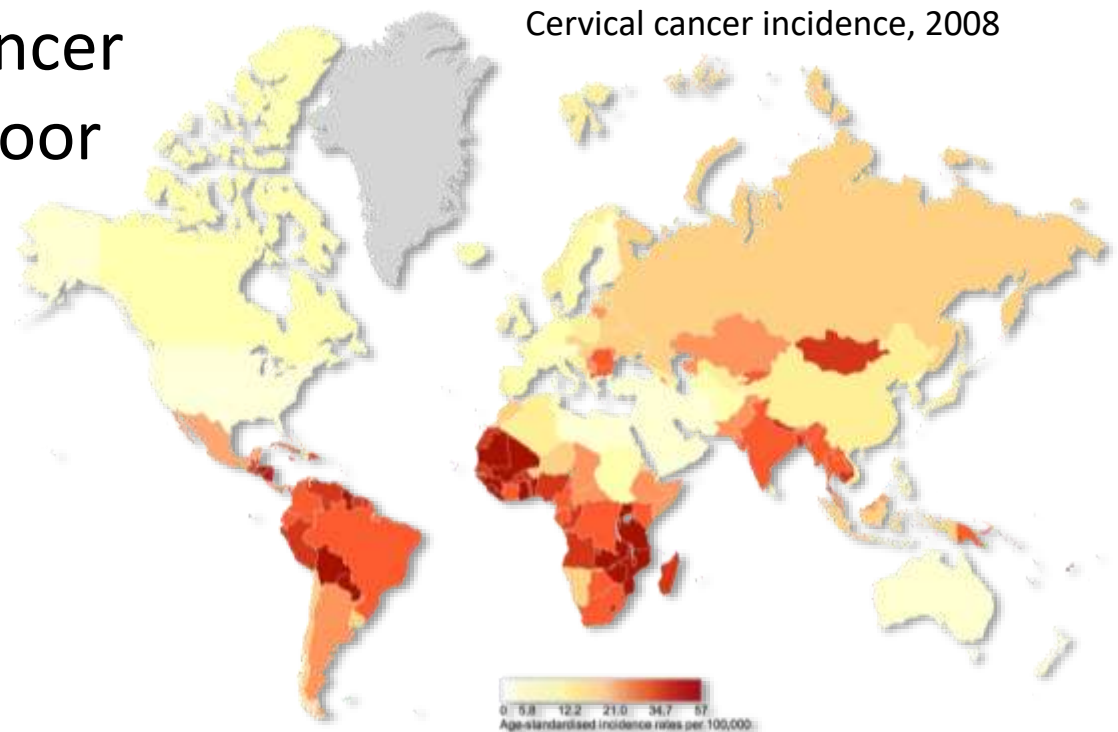 ncer
oor
Cervical cancer incidence, 2008
0 5.8 12.2 21.0 34.7 57
Age-standardised incidence rates per 100,000